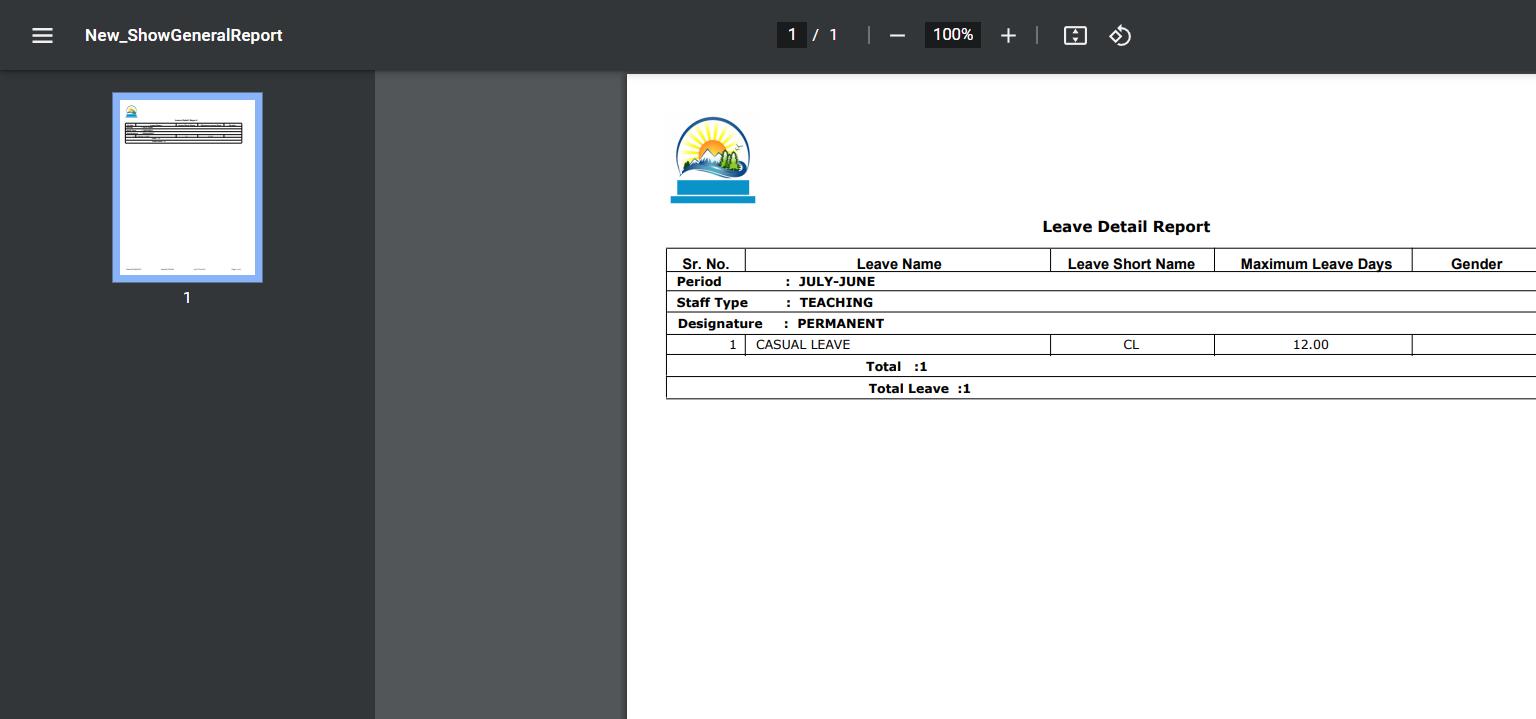 New_ShowGeneralReport
1 / 1
100%
1
Leave Detail Report
Sr. No. Leave Name Leave Short Name Maximum Leave Days Gender
Period : JULY-JUNE
Staff Type : TEACHING
Designature : PERMANENT
1 CASUAL LEAVE CL 12.00
Total :1
Total Leave :1